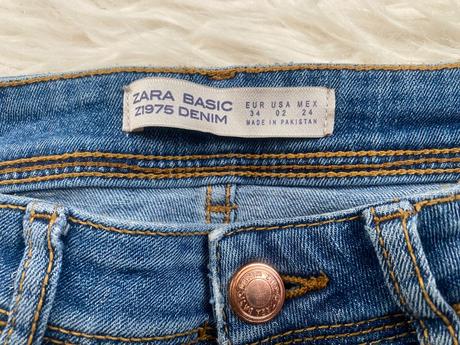 ZARA BASIC
Z1975 DENIM
EUR USA MEX
34 02 24
MADE IN PAKISTAN